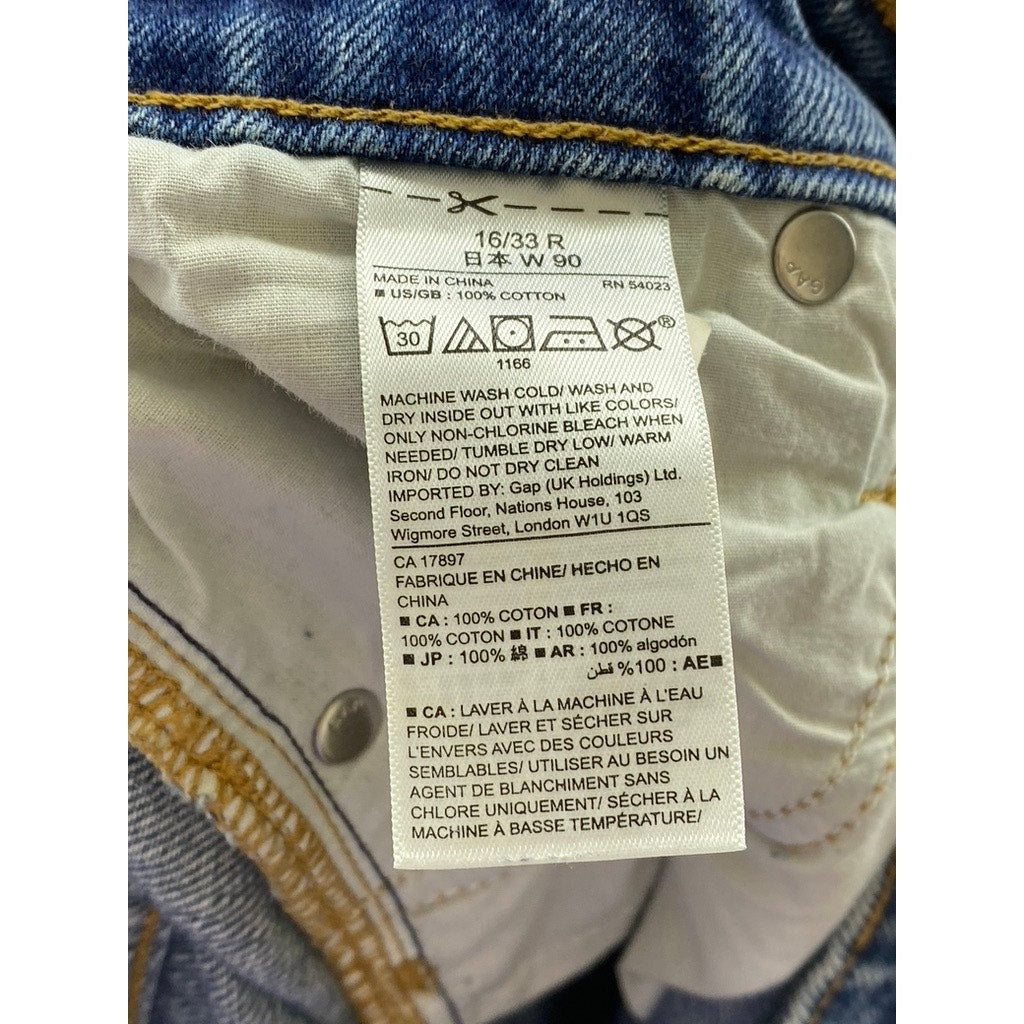 16/33 R
日本 W 90
MADE IN CHINA RN 54023
US/GB : 100% COTTON
30
®
1166
MACHINE WASH COLD/ WASH AND
DRY INSIDE OUT WITH LIKE COLORS/
ONLY NON-CHLORINE BLEACH WHEN
NEEDED/ TUMBLE DRY LOW/ WARM
IRON/ DO NOT DRY CLEAN
IMPORTED BY: Gap (UK Holdings) Ltd.
Second Floor, Nations House, 103
Wigmore Street, London W1U 1QS
CA 17897
FABRIQUE EN CHINE/ HECHO EN
CHINA
CA : 100% COTON FR :
100% COTON IT : 100% COTONE
JP : 100% 綿 AR : 100% algodón
AE : 100% قطن
CA : LAVER À LA MACHINE À L'EAU
FROIDE/ LAVER ET SÉCHER SUR
L'ENVERS AVEC DES COULEURS
SEMBLABLES/ UTILISER AU BESOIN UN
AGENT DE BLANCHIMENT SANS
CHLORE UNIQUEMENT/ SÉCHER À LA
MACHINE À BASSE TEMPÉRATURE/
GAP